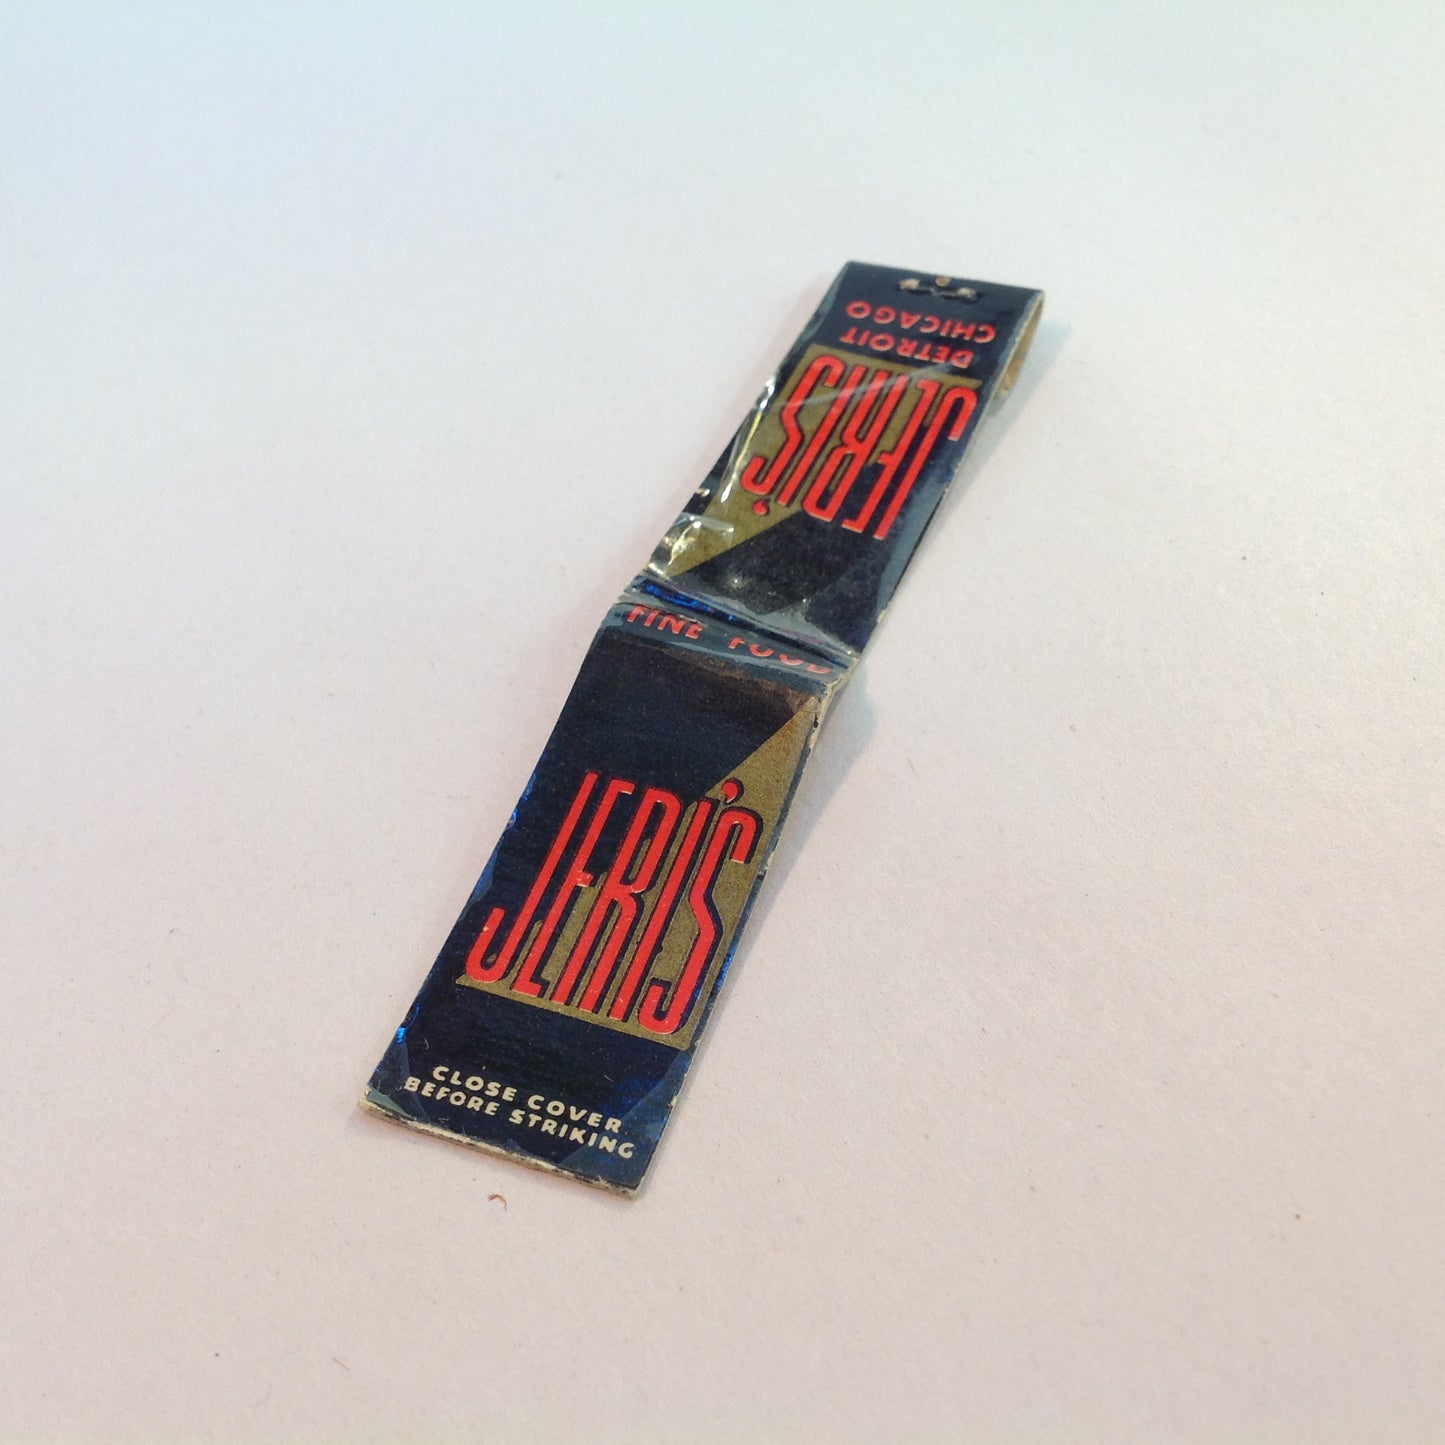 DETROIT
CHICAGO
JERI'S
FINE FOOD
JERI'S
CLOSE COVER
BEFORE STRIKING